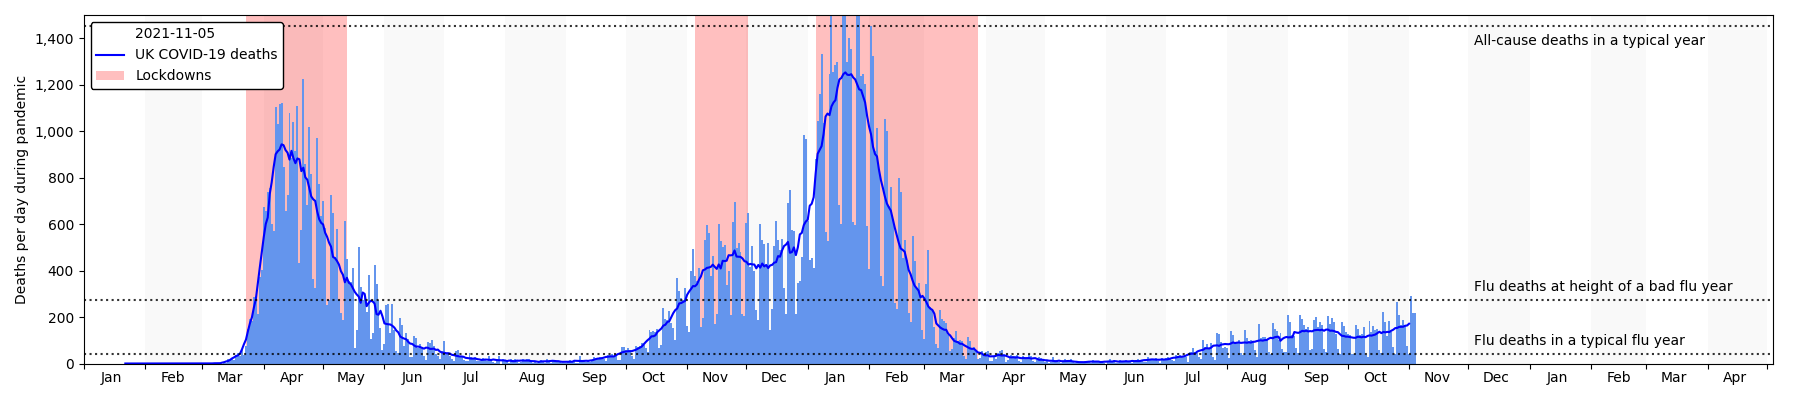 2021-11-05
UK COVID-19 deaths
Lockdowns
Deaths per day during pandemic
1,400
1,200
1,000
800
600
400
200
0
All-cause deaths in a typical year
Flu deaths at height of a bad flu year
Flu deaths in a typical flu year
Jan Feb Mar Apr May Jun Jul Aug Sep Oct Nov Dec Jan Feb Mar Apr May Jun Jul Aug Sep Oct Nov Dec Jan Feb Mar Apr